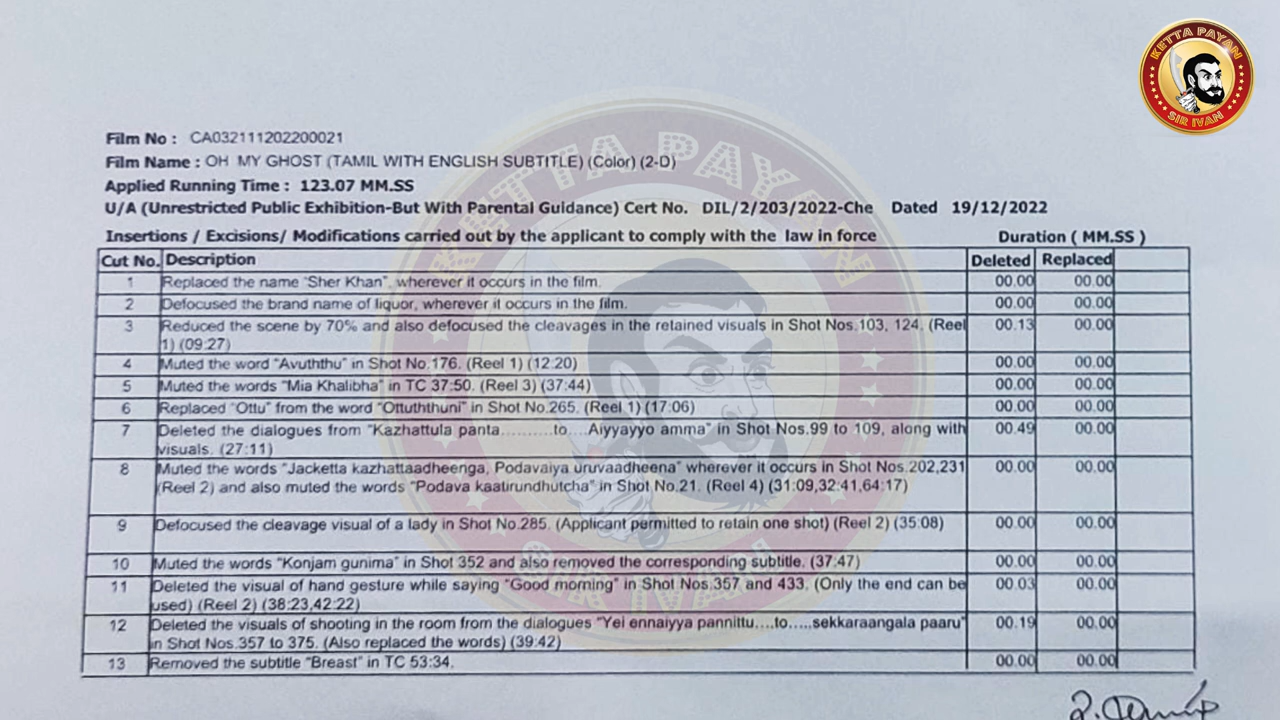 KETTA PAYAN
SIR IVAN
Film No : CA032111202200021
Film Name : OH MY GHOST (TAMIL WITH ENGLISH SUBTITLE) (Color) (2-D)
Applied Running Time : 123.07 MM.SS
U/A (Unrestricted Public Exhibition-But With Parental Guidance) Cert No. DIL/2/203/2022-Che Dated 19/12/2022
Insertions / Excisions/ Modifications carried out by the applicant to comply with the law in force Duration ( MM.SS )
Cut No. Description Deleted Replaced
1 Replaced the name "Sher Khan", wherever it occurs in the film. 00.00 00.00
2 Defocused the brand name of liquor, wherever it occurs in the film. 00.00 00.00
3 Reduced the scene by 70% and also defocused the cleavages in the retained visuals in Shot Nos.103, 124. (Reel 00.13 00.00
1) (09:27)
4 Muted the word "Avuththu" in Shot No.176. (Reel 1) (12.20) 00.00 00.00
5 Muted the words "Mia Khalibha" in TC 37:50. (Reel 3) (37:44) 00.00 00.00
6 Replaced "Ottu" from the word "Ottuththuni" in Shot No.265. (Reel 1) (17:06) 00.00 00.00
7 Deleted the dialogues from "Kazhattula panta..........to....Aiyyayyo amma" in Shot Nos.99 to 109, along with 00.49 00.00
visuals. (27:11)
8 Muted the words "Jacketta kazhattaadheenga, Podavaiya uruvaadheena" wherever it occurs in Shot Nos.202,231 00.00 00.00
(Reel 2) and also muted the words "Podava kaatirundhutcha" in Shot No.21. (Reel 4) (31:09,32:41,64:17)
9 Defocused the cleavage visual of a lady in Shot No.285. (Applicant permitted to retain one shot) (Reel 2) (35:08) 00.00 00.00
10 Muted the words "Konjam gunima" in Shot 352 and also removed the corresponding subtitle. (37:47) 00.00 00.00
11 Deleted the visual of hand gesture while saying "Good morning" in Shot Nos.357 and 433. (Only the end can be 00.03 00.00
used) (Reel 2) (38:23,42:22)
12 Deleted the visuals of shooting in the room from the dialogues "Yei ennaiyya pannittu....to.....sekkaraangala paaru" 00.19 00.00
in Shot Nos.357 to 375. (Also replaced the words) (39:42)
13 Removed the subtitle "Breast" in TC 53:34. 00.00 00.00
KETTA PAYAN
SIR IVAN